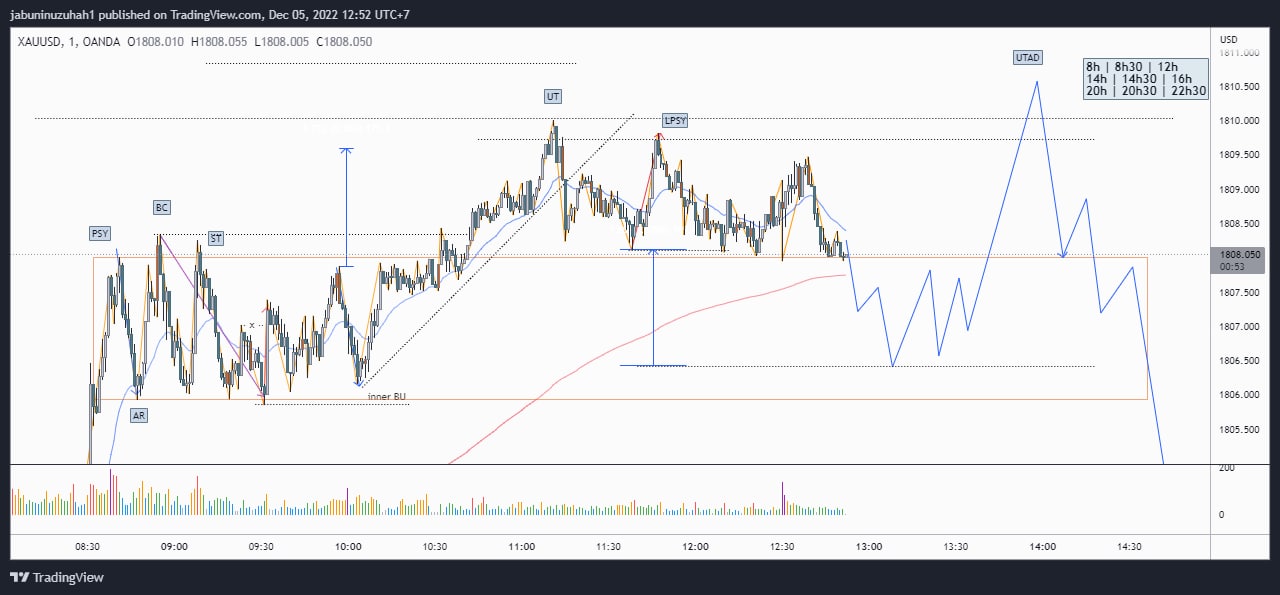 jabuninuzuhah1 published on TradingView.com, Dec 05, 2022 12:52 UTC+7
XAUUSD, 1, OANDA O1808.010 H1808.055 L1808.005 C1808.050
USD
1811.000
UTAD
8h | 8h30 | 12h
14h | 14h30 | 16h
20h | 20h30 | 22h30
1810.500
UT
LPSY
1810.000
1809.500
1809.000
BC
PSY
ST
1808.500
1808.050
00:53
1807.500
x
1807.000
1806.500
inner BU
1806.000
AR
1805.500
200
0
08:30 09:00 09:30 10:00 10:30 11:00 11:30 12:00 12:30 13:00 13:30 14:00 14:30
TradingView